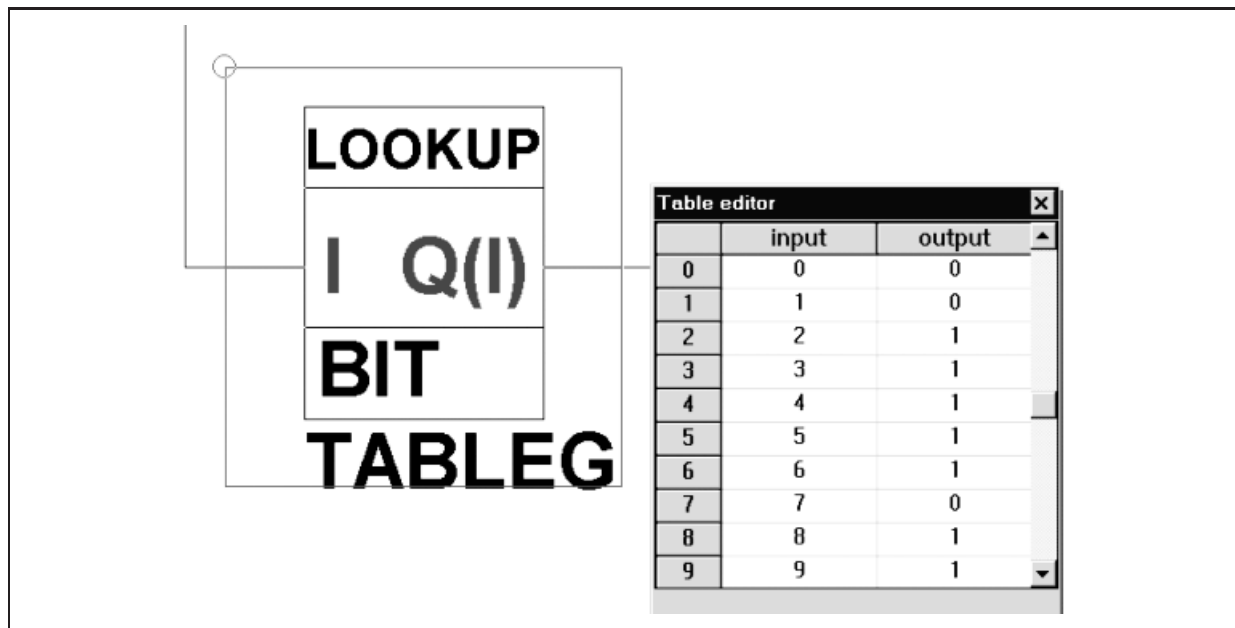 LOOKUP
I Q(I)
BIT
TABLEG
Table editor
input output
0 0 0
1 1 0
2 2 1
3 3 1
4 4 1
5 5 1
6 6 1
7 7 0
8 8 1
9 9 1